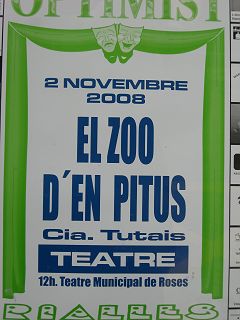 OPTIMIST
2 NOVEMBRE
2008
EL ZOO
D´EN PITUS
Cia. Tutais
TEATRE
12h. Teatre Municipal de Roses
RIALLES